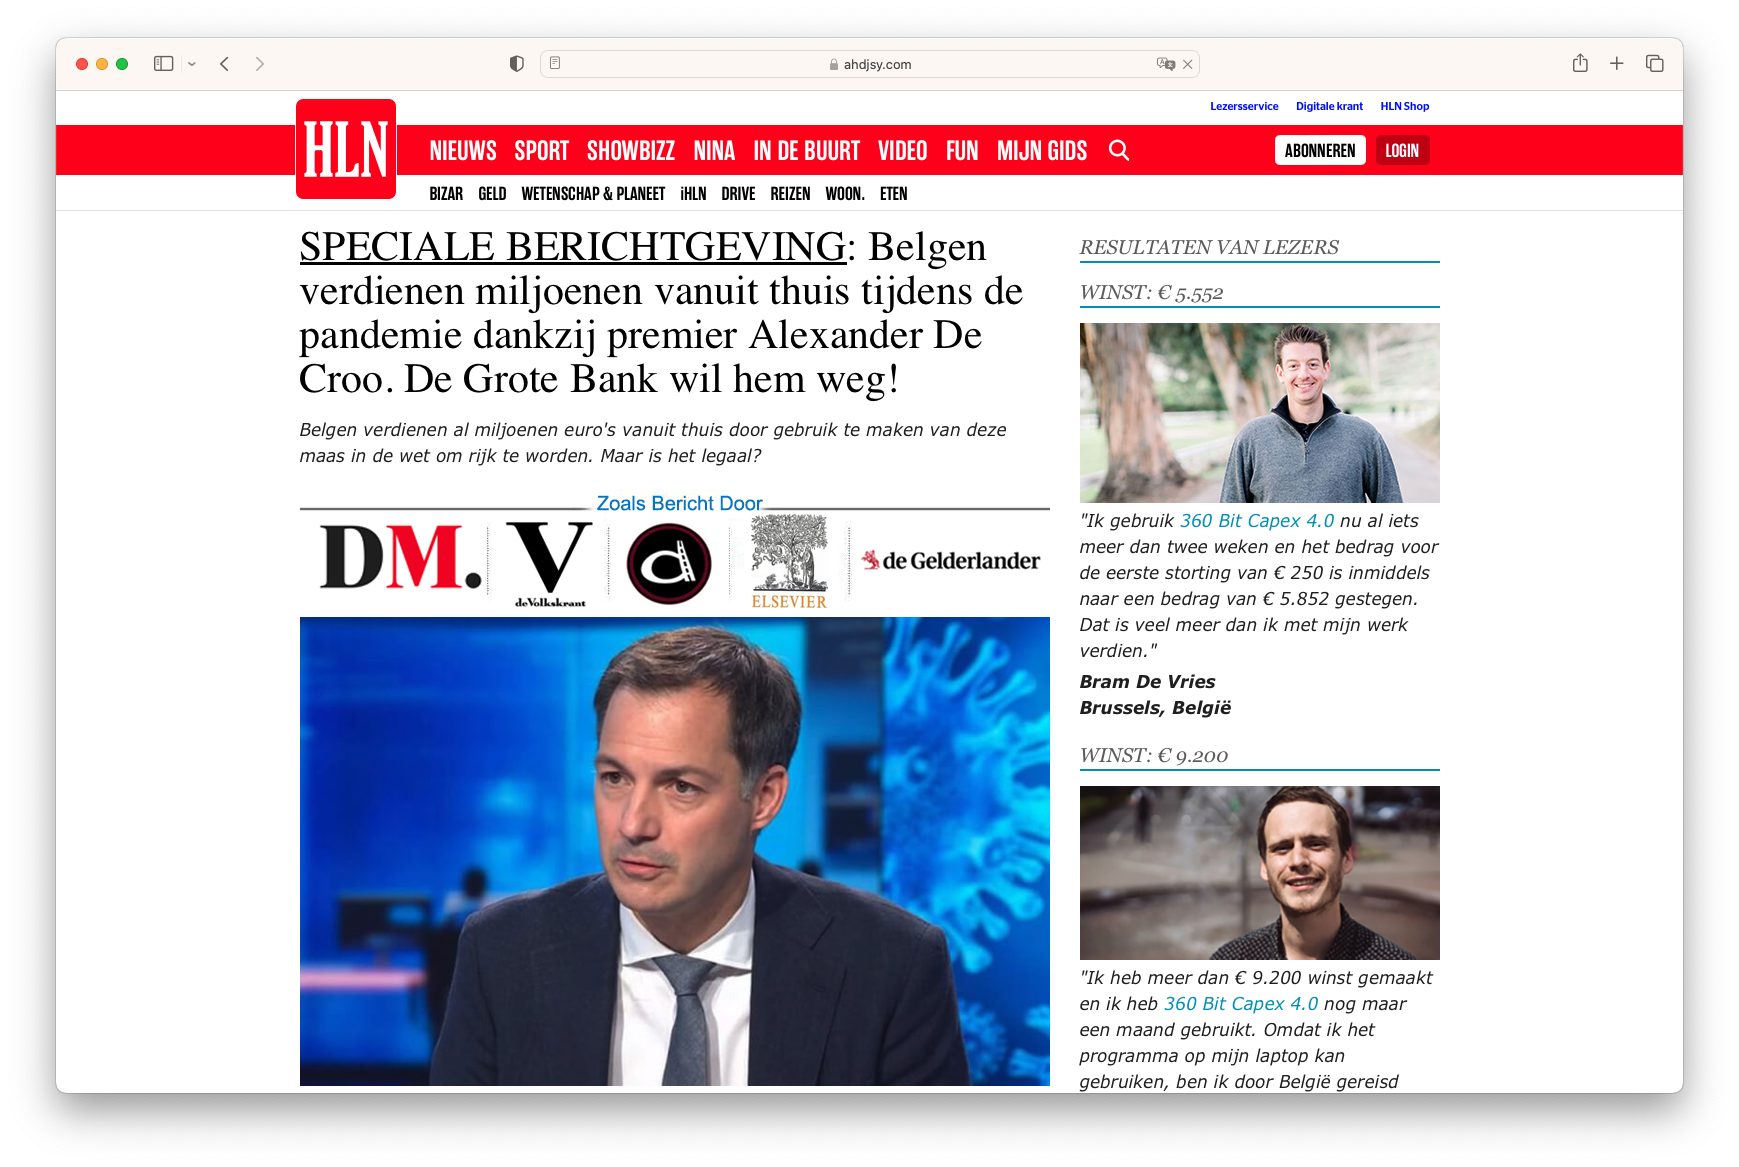 ahdjsy.com
Lezersservice Digitale krant HLN Shop
HLN
NIEUWS SPORT SHOWBIZZ NINA IN DE BUURT VIDEO FUN MIJN GIDS
ABONNEREN LOGIN
BIZAR GELD WETENSCHAP & PLANEET iHLN DRIVE REIZEN WOON. ETEN
SPECIALE BERICHTGEVING: Belgen
verdienen miljoenen vanuit thuis tijdens de
pandemie dankzij premier Alexander De
Croo. De Grote Bank wil hem weg!
Belgen verdienen al miljoenen euro's vanuit thuis door gebruik te maken van deze
maas in de wet om rijk te worden. Maar is het legaal?
Zoals Bericht Door
DM.
V
deVolkskrant
d
ELSEVIER
de Gelderlander
RESULTATEN VAN LEZERS
WINST: € 5.552
"Ik gebruik 360 Bit Capex 4.0 nu al iets
meer dan twee weken en het bedrag voor
de eerste storting van € 250 is inmiddels
naar een bedrag van € 5.852 gestegen.
Dat is veel meer dan ik met mijn werk
verdien."
Bram De Vries
Brussels, België
WINST: € 9.200
"Ik heb meer dan € 9.200 winst gemaakt
en ik heb 360 Bit Capex 4.0 nog maar
een maand gebruikt. Omdat ik het
programma op mijn laptop kan
gebruiken, ben ik door België gereisd